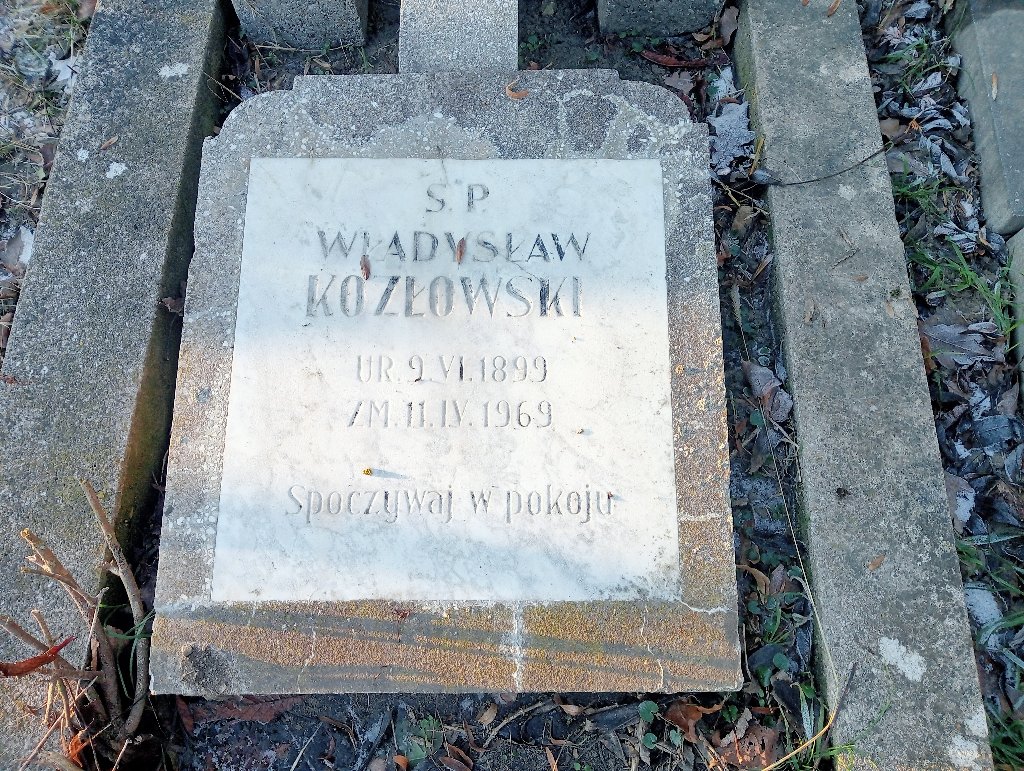 S. P.
WŁADYSŁAW
KOZŁOWSKI
UR. 9. VI. 1899
ZM. 11. IV. 1969
Spoczywaj w pokoju